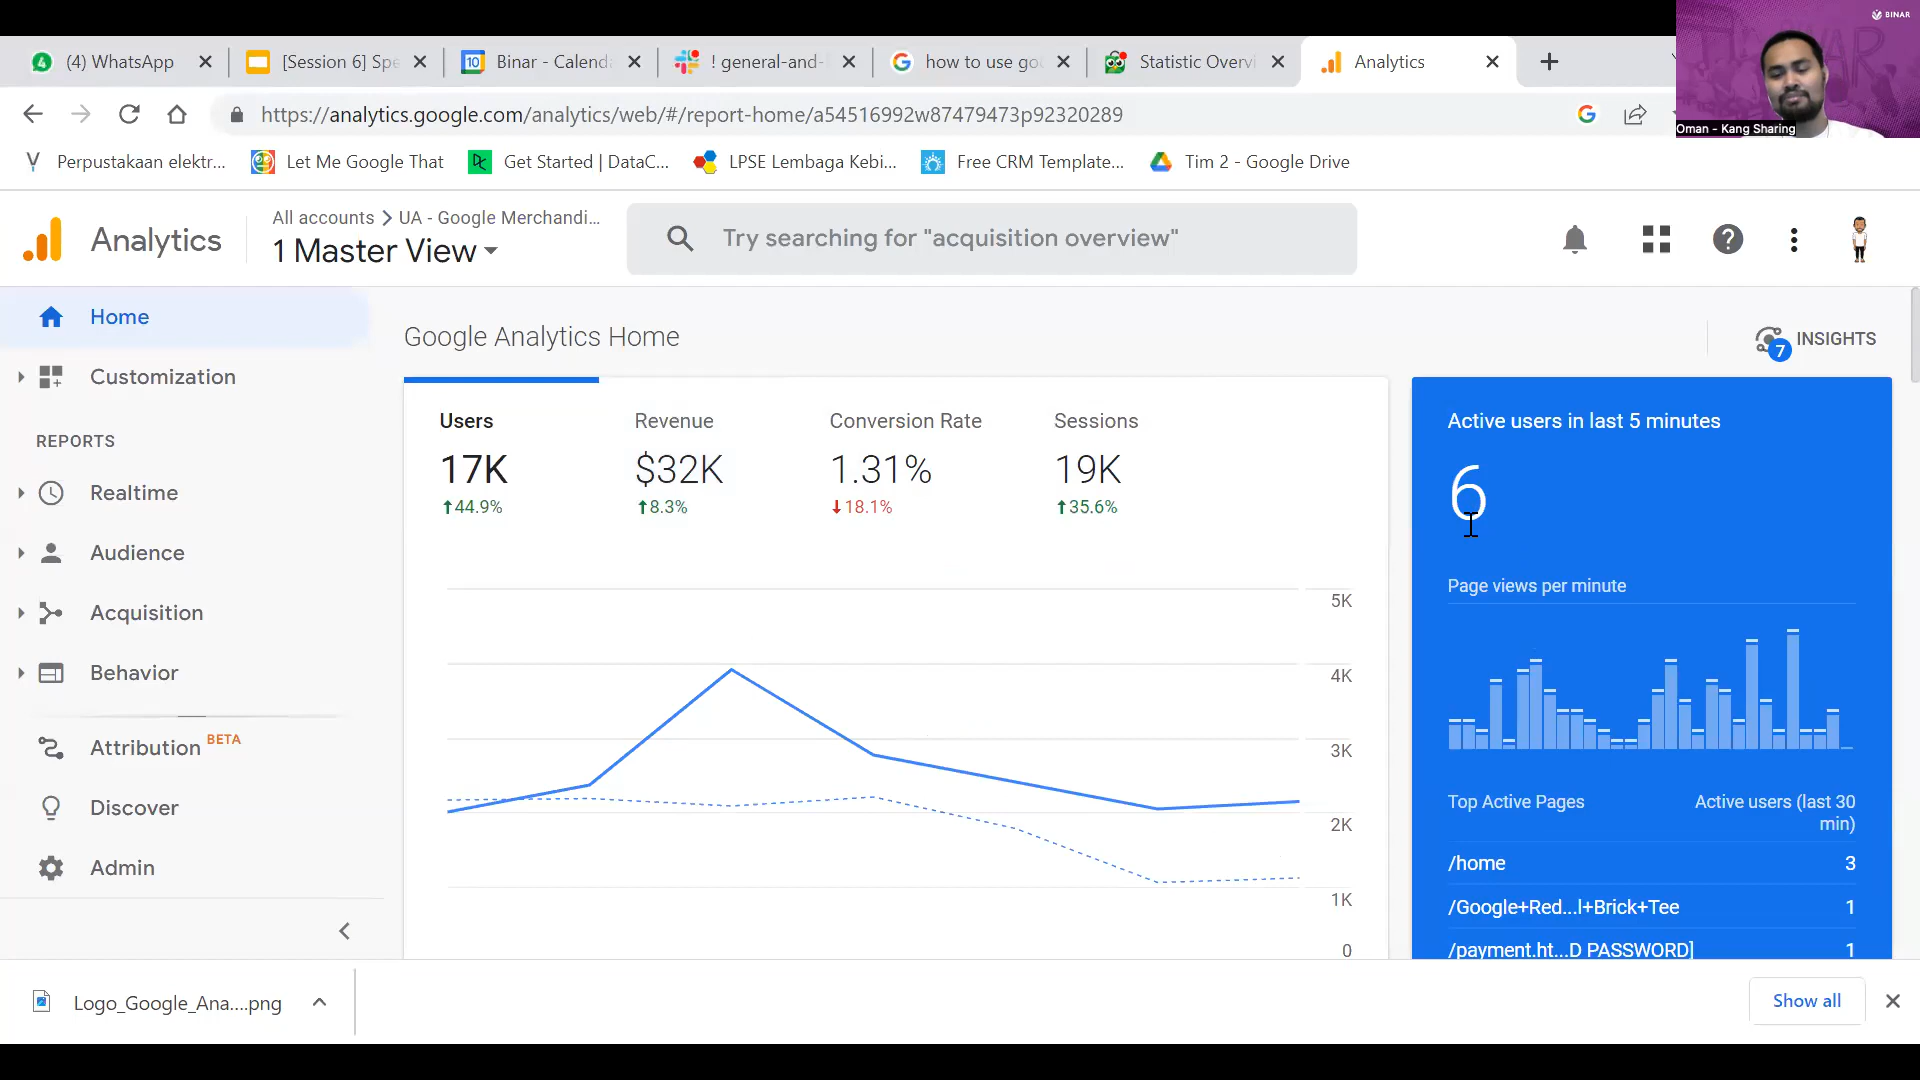 BINAR
(4) WhatsApp
[Session 6] Spe
10
Binar - Calenda
! general-and-
how to use goo
Statistic Overvi
Analytics
https://analytics.google.com/analytics/web/#/report-home/a54516992w87479473p92320289
Oman - Kang Sharing
Perpustakaan elektr...
Let Me Google That
Get Started | DataC...
LPSE Lembaga Kebi...
Free CRM Template...
Tim 2 - Google Drive
Analytics
All accounts > UA - Google Merchandi...
1 Master View
Try searching for "acquisition overview"
Home
Customization
REPORTS
Realtime
Audience
Acquisition
Behavior
Attribution BETA
Discover
Admin
Google Analytics Home
INSIGHTS
7
Users
17K
44.9%
Revenue
$32K
8.3%
Conversion Rate
1.31%
18.1%
Sessions
19K
35.6%
5K
4K
3K
2K
1K
0
Active users in last 5 minutes
6
Page views per minute
Top Active Pages
Active users (last 30
min)
/home 3
/Google+Red...l+Brick+Tee 1
/payment.ht...D PASSWORD] 1
Logo_Google_Ana....png
Show all